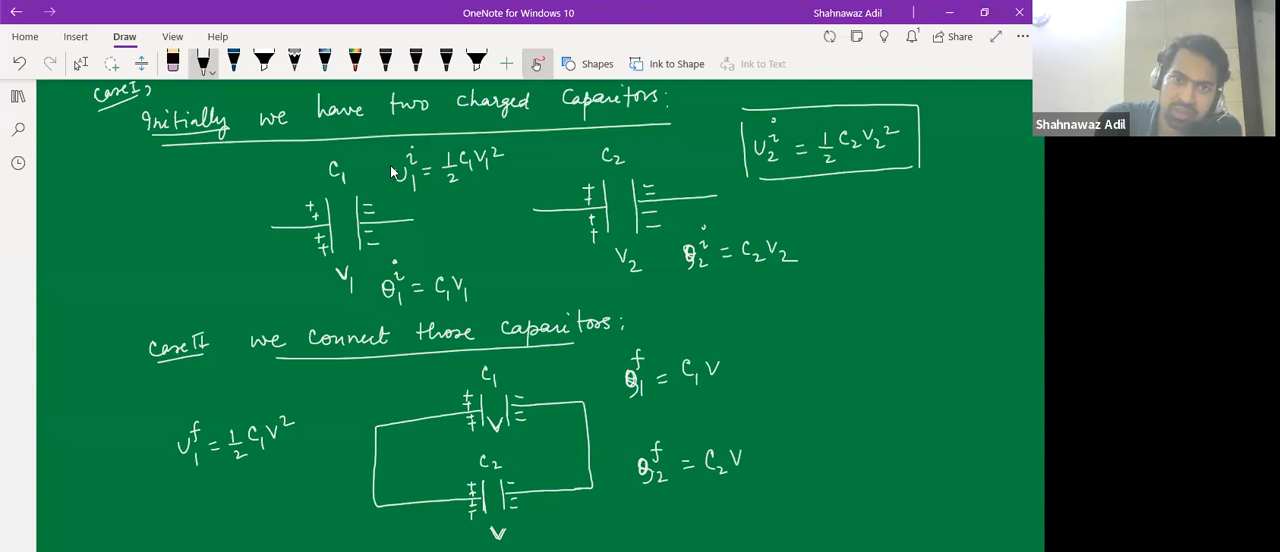 OneNote for Windows 10
Shahnawaz Adil
Home Insert Draw View Help
Share
Shapes Ink to Shape Ink to Text
Shahnawaz Adil
Case I,
Initially we have two charged Capacitors:
C₁ U₁ⁱ = 1/2 C₁V₁²
C₂
U₂ⁱ = 1/2 C₂V₂²
V₁ Q₁ⁱ = C₁V₁
V₂ Q₂ⁱ = C₂V₂
Case II we connect those capacitors:
C₁
V
Q₁ᶠ = C₁V
U₁ᶠ = 1/2 C₁V²
C₂
V
Q₂ᶠ = C₂V